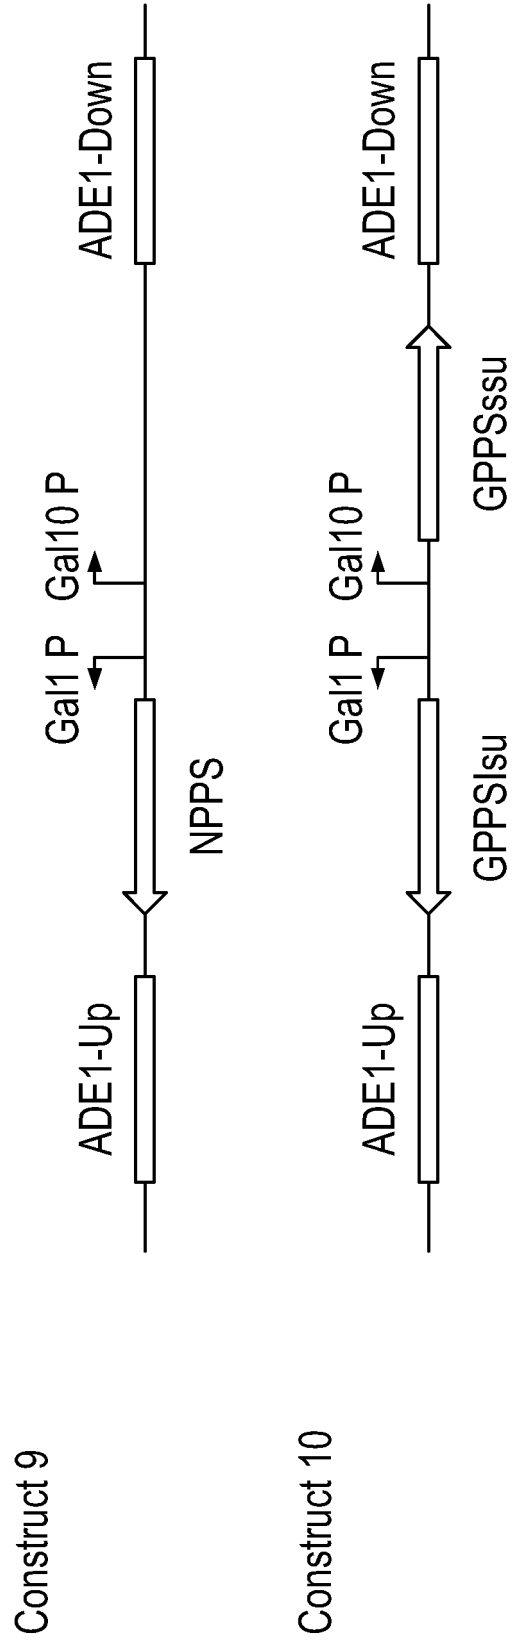 Construct 9
Gal1 P Gal10 P
ADE1-Up ADE1-Down
NPPS
Construct 10
Gal1 P Gal10 P
ADE1-Up ADE1-Down
GPPSlsu GPPSssu